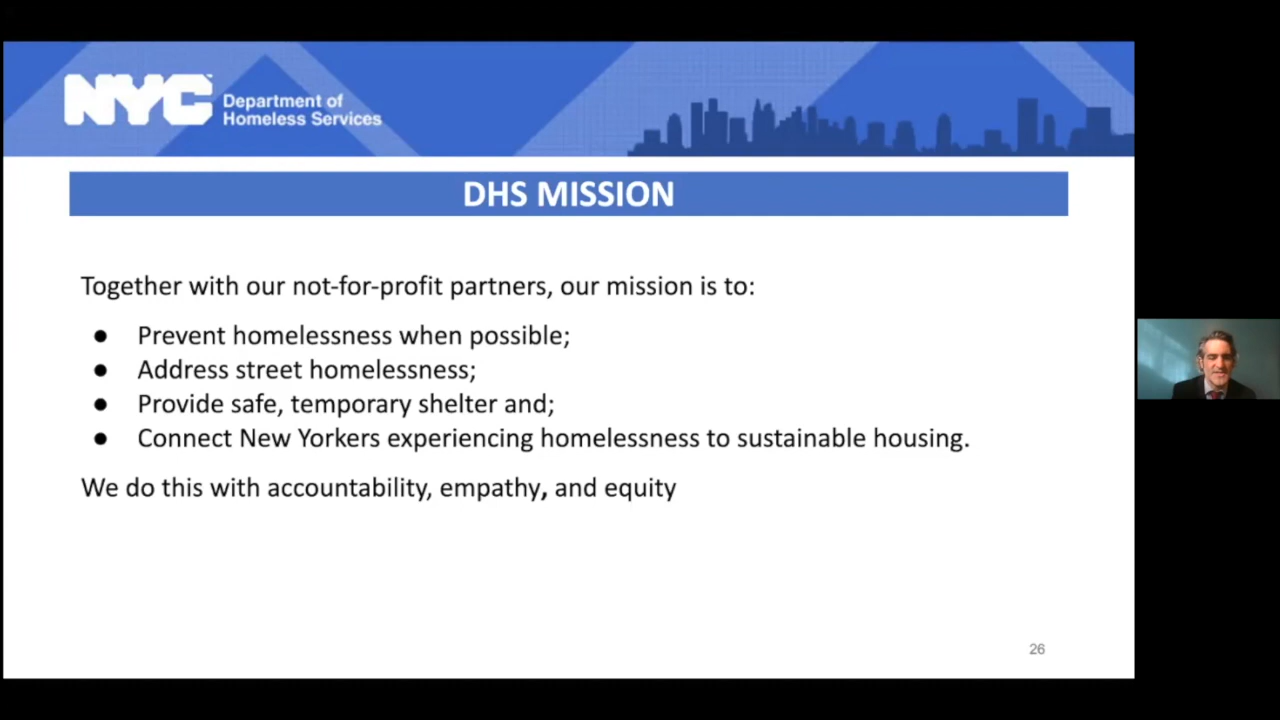 NYC
Department of
Homeless Services
DHS MISSION
Together with our not-for-profit partners, our mission is to:
● Prevent homelessness when possible;
● Address street homelessness;
● Provide safe, temporary shelter and;
● Connect New Yorkers experiencing homelessness to sustainable housing.
We do this with accountability, empathy, and equity
26